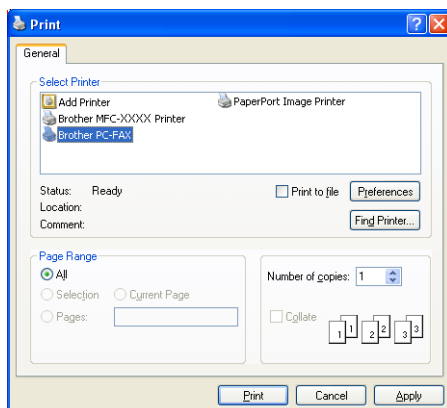 Print
General
Select Printer
Add Printer
PaperPort Image Printer
Brother MFC-XXXX Printer
Brother PC-FAX
Status: Ready
Print to file
Preferences
Location:
Comment:
Find Printer...
Page Range
All
Selection
Current Page
Pages:
Number of copies: 1
Collate
1 1 2 2 3 3
Print
Cancel
Apply